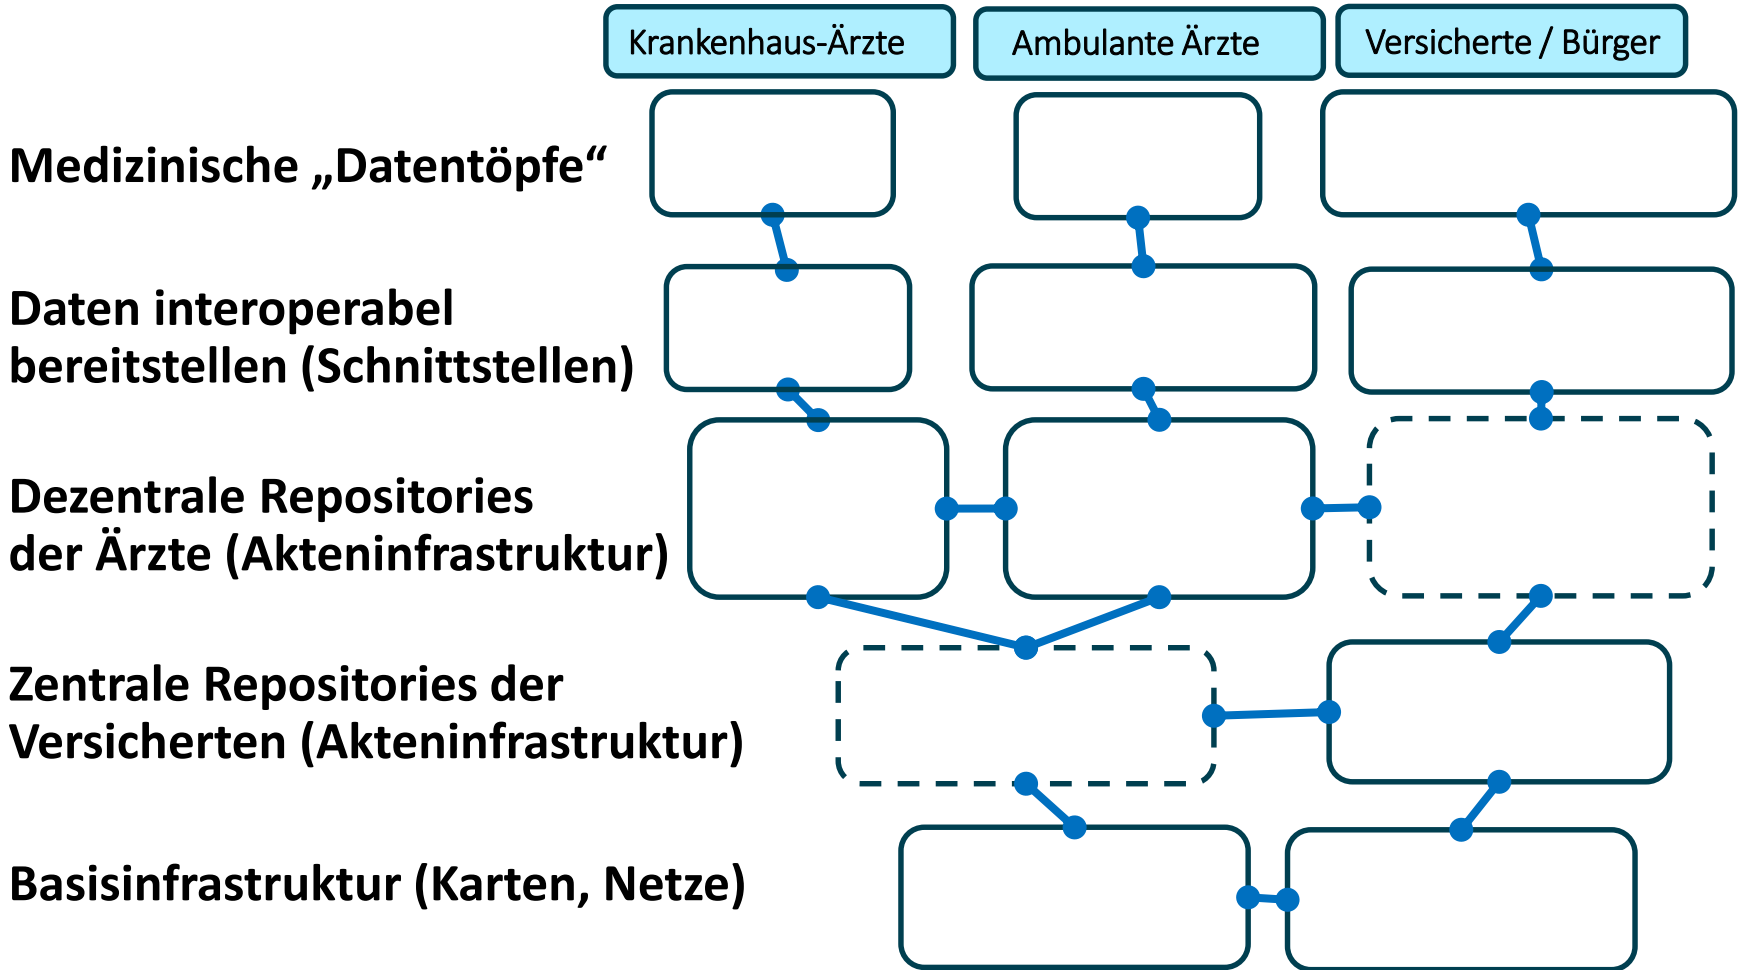 Krankenhaus-Ärzte
Ambulante Ärzte
Versicherte / Bürger
Medizinische „Datentöpfe“
Daten interoperabel
bereitstellen (Schnittstellen)
Dezentrale Repositories
der Ärzte (Akteninfrastruktur)
Zentrale Repositories der
Versicherten (Akteninfrastruktur)
Basisinfrastruktur (Karten, Netze)